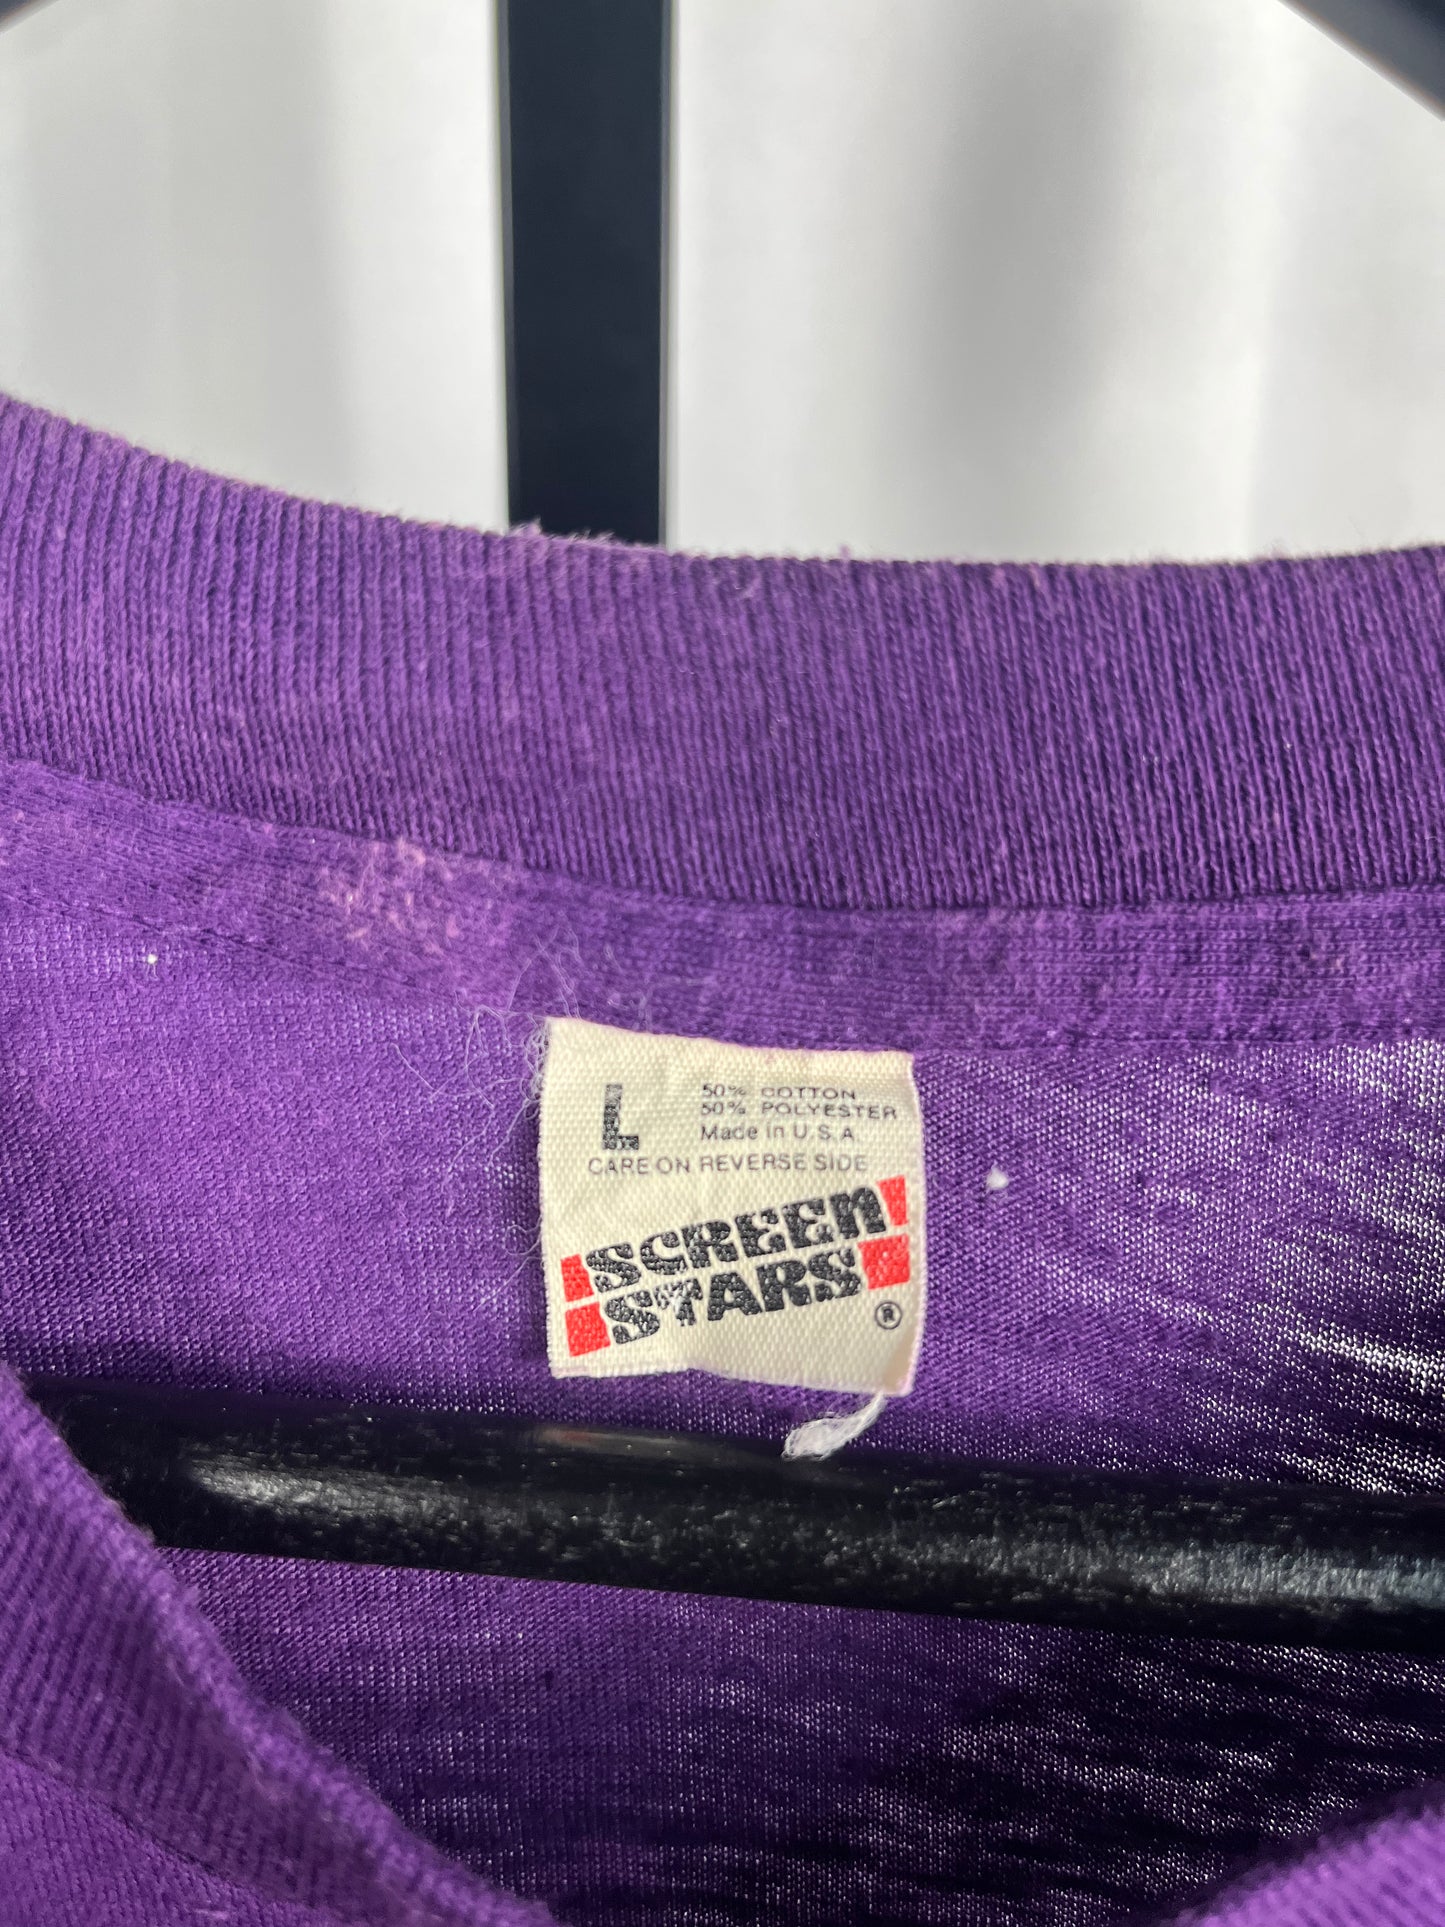 L
50% COTTON
50% POLYESTER
Made in U.S.A.
CARE ON REVERSE SIDE
SCREEN
STARS
®